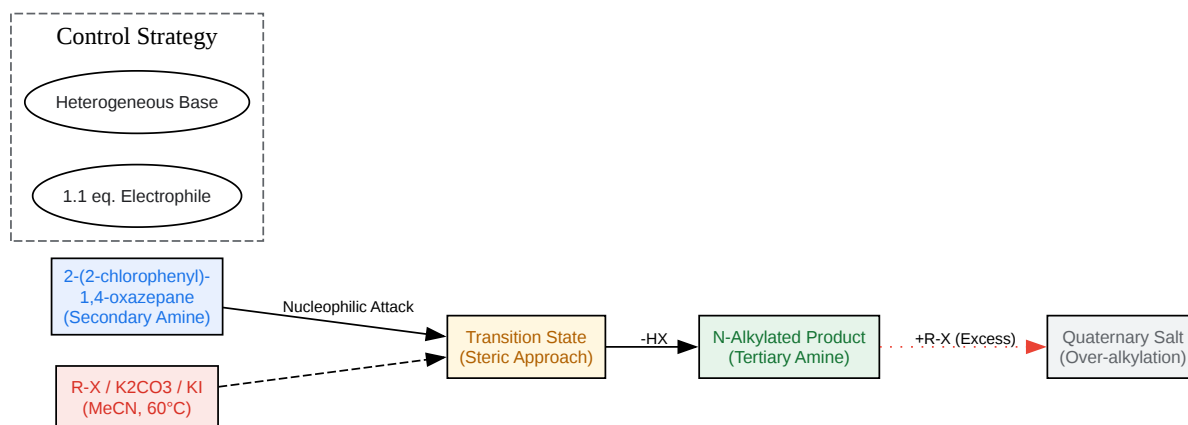 Control Strategy
Heterogeneous Base
1.1 eq. Electrophile
2-(2-chlorophenyl)-
1,4-oxazepane
(Secondary Amine)
Nucleophilic Attack
R-X / K2CO3 / KI
(MeCN, 60°C)
Transition State
(Steric Approach)
-HX
N-Alkylated Product
(Tertiary Amine)
+R-X (Excess)
Quaternary Salt
(Over-alkylation)